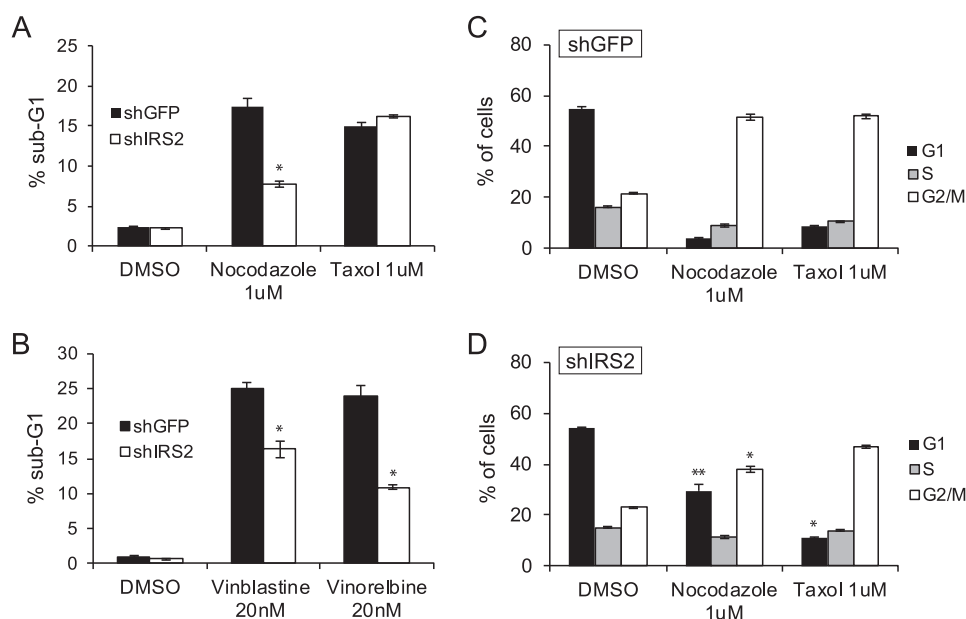 A
25
20
15
10
5
0
% sub-G1
shGFP
shIRS2
*
DMSO
Nocodazole
1uM
Taxol 1uM
B
30
25
20
15
10
5
0
% sub-G1
shGFP
shIRS2
*
*
DMSO
Vinblastine
20nM
Vinorelbine
20nM
C
shGFP
80
60
40
20
0
% of cells
G1
S
G2/M
DMSO
Nocodazole
1uM
Taxol 1uM
D
shIRS2
80
60
40
20
0
% of cells
**
*
*
G1
S
G2/M
DMSO
Nocodazole
1uM
Taxol 1uM